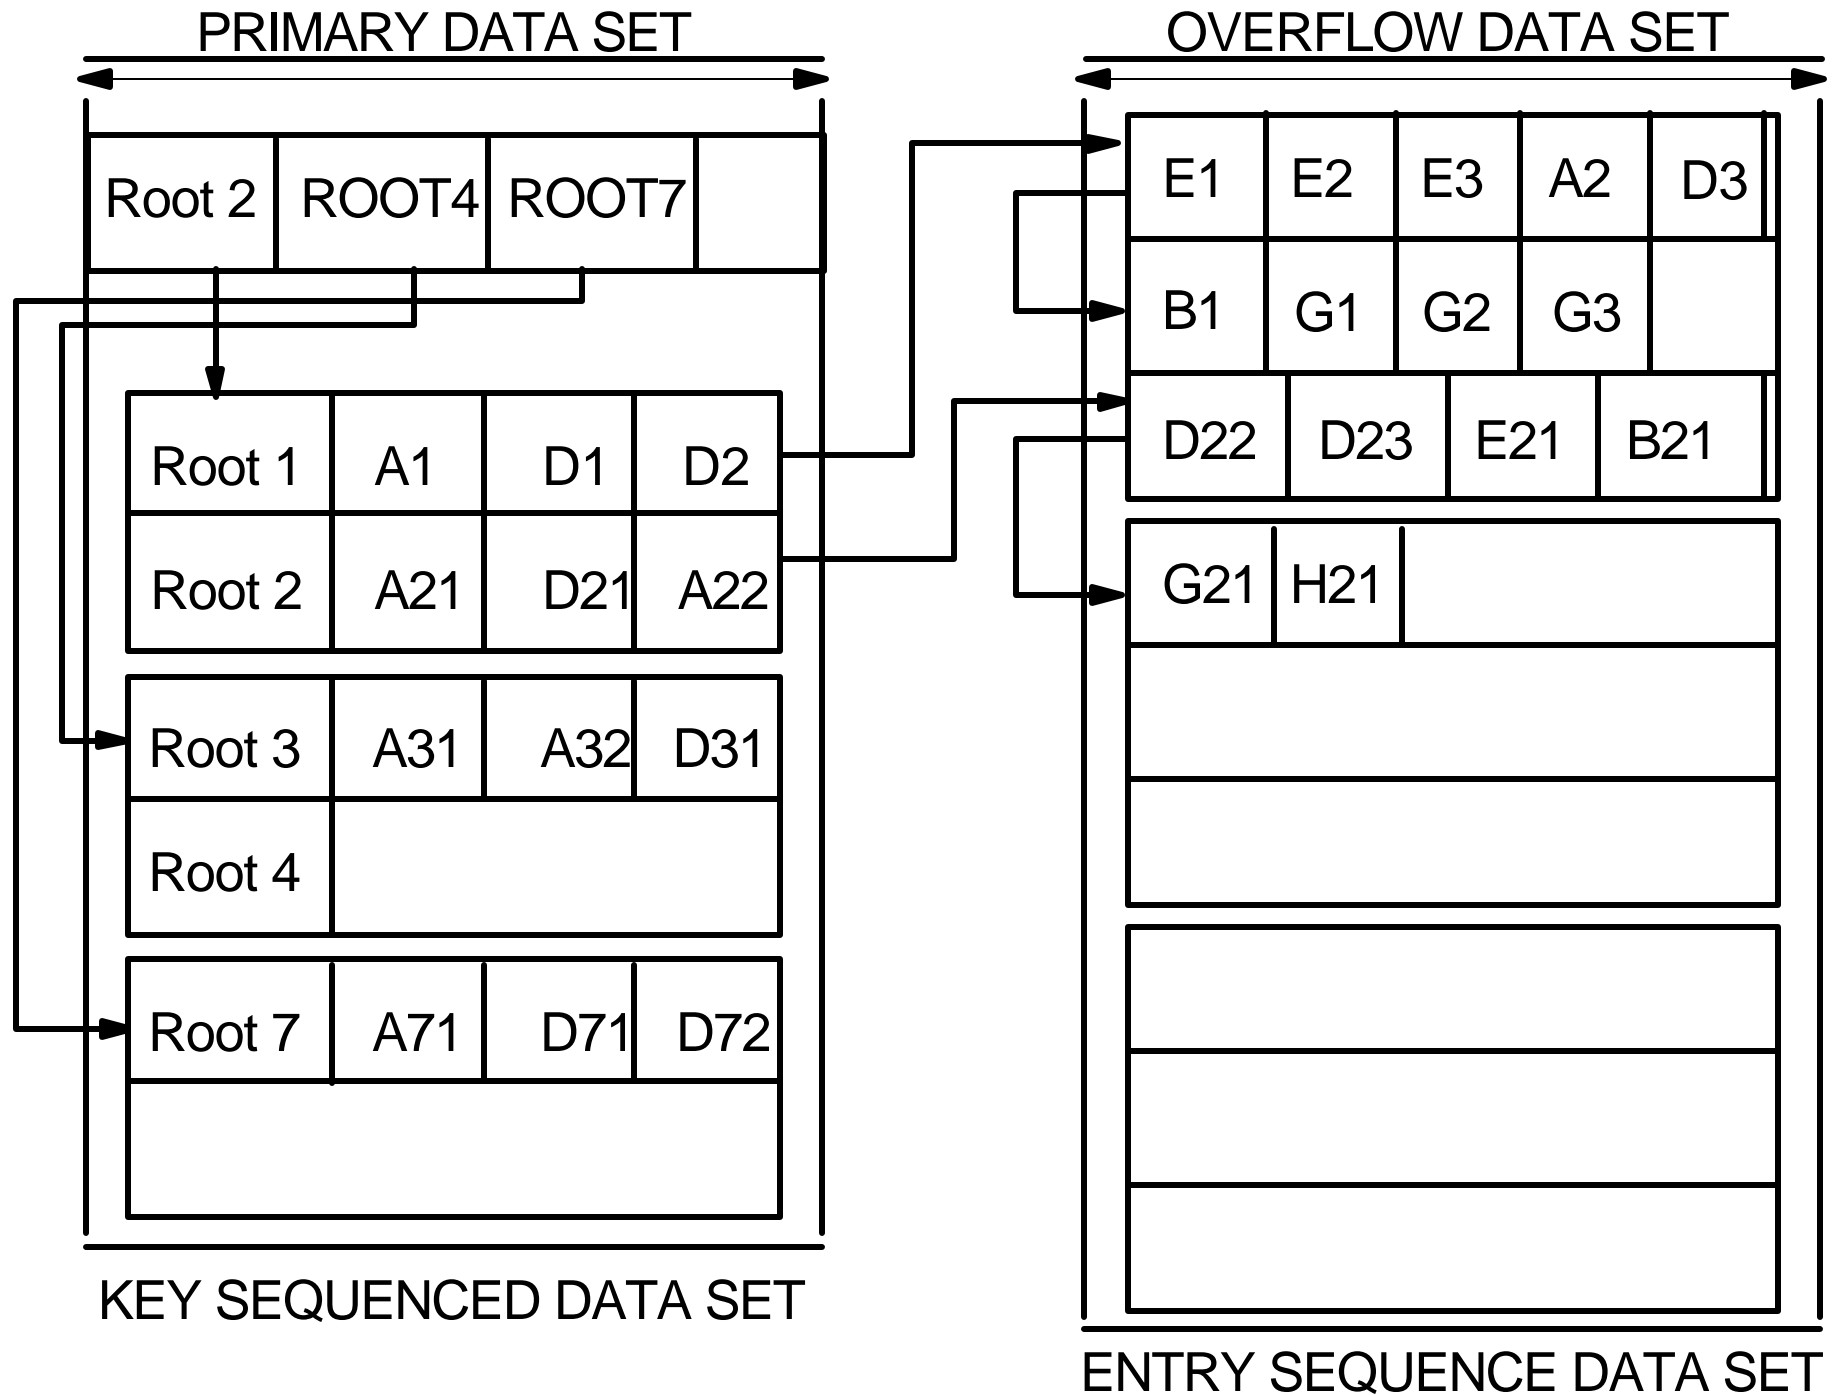 PRIMARY DATA SET
Root 2 ROOT4 ROOT7
Root 1 A1 D1 D2
Root 2 A21 D21 A22
Root 3 A31 A32 D31
Root 4
Root 7 A71 D71 D72
KEY SEQUENCED DATA SET
OVERFLOW DATA SET
E1 E2 E3 A2 D3
B1 G1 G2 G3
D22 D23 E21 B21
G21 H21
ENTRY SEQUENCE DATA SET